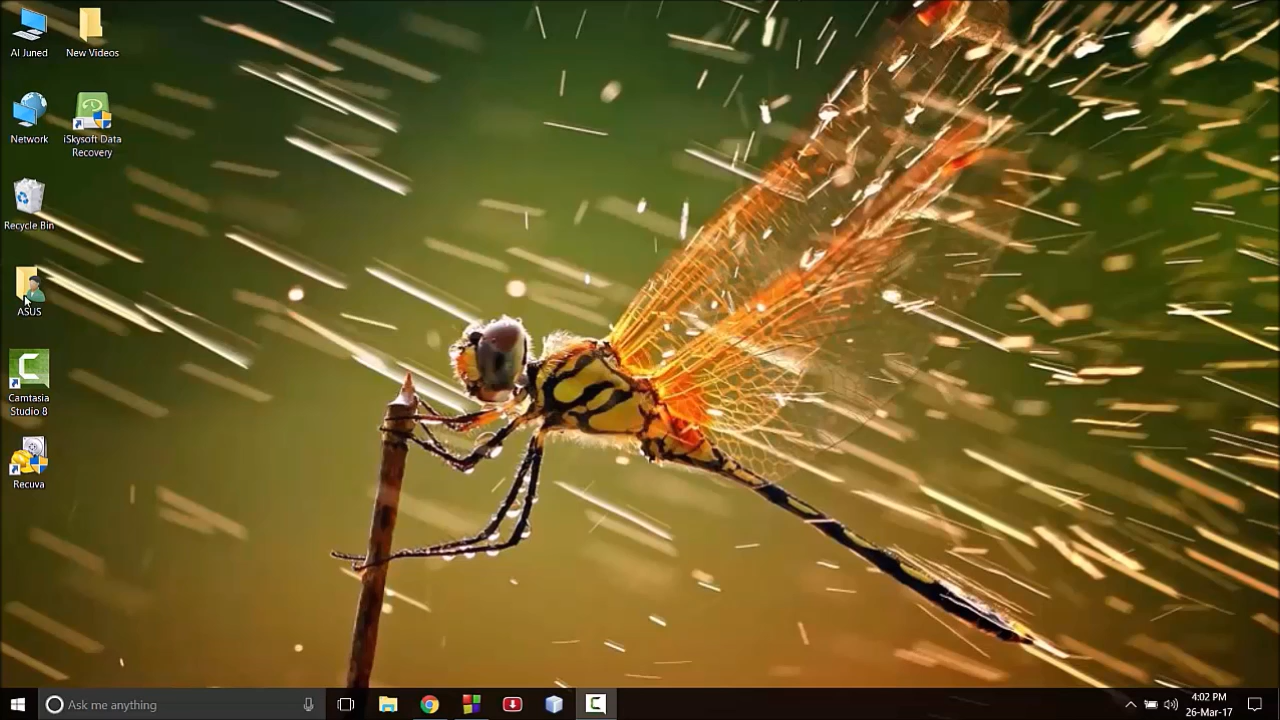 Al Juned
New Videos
Network
iSkysoft Data
Recovery
Recycle Bin
ASUS
Camtasia
Studio 8
Recuva
Ask me anything
4:02 PM
26-Mar-17